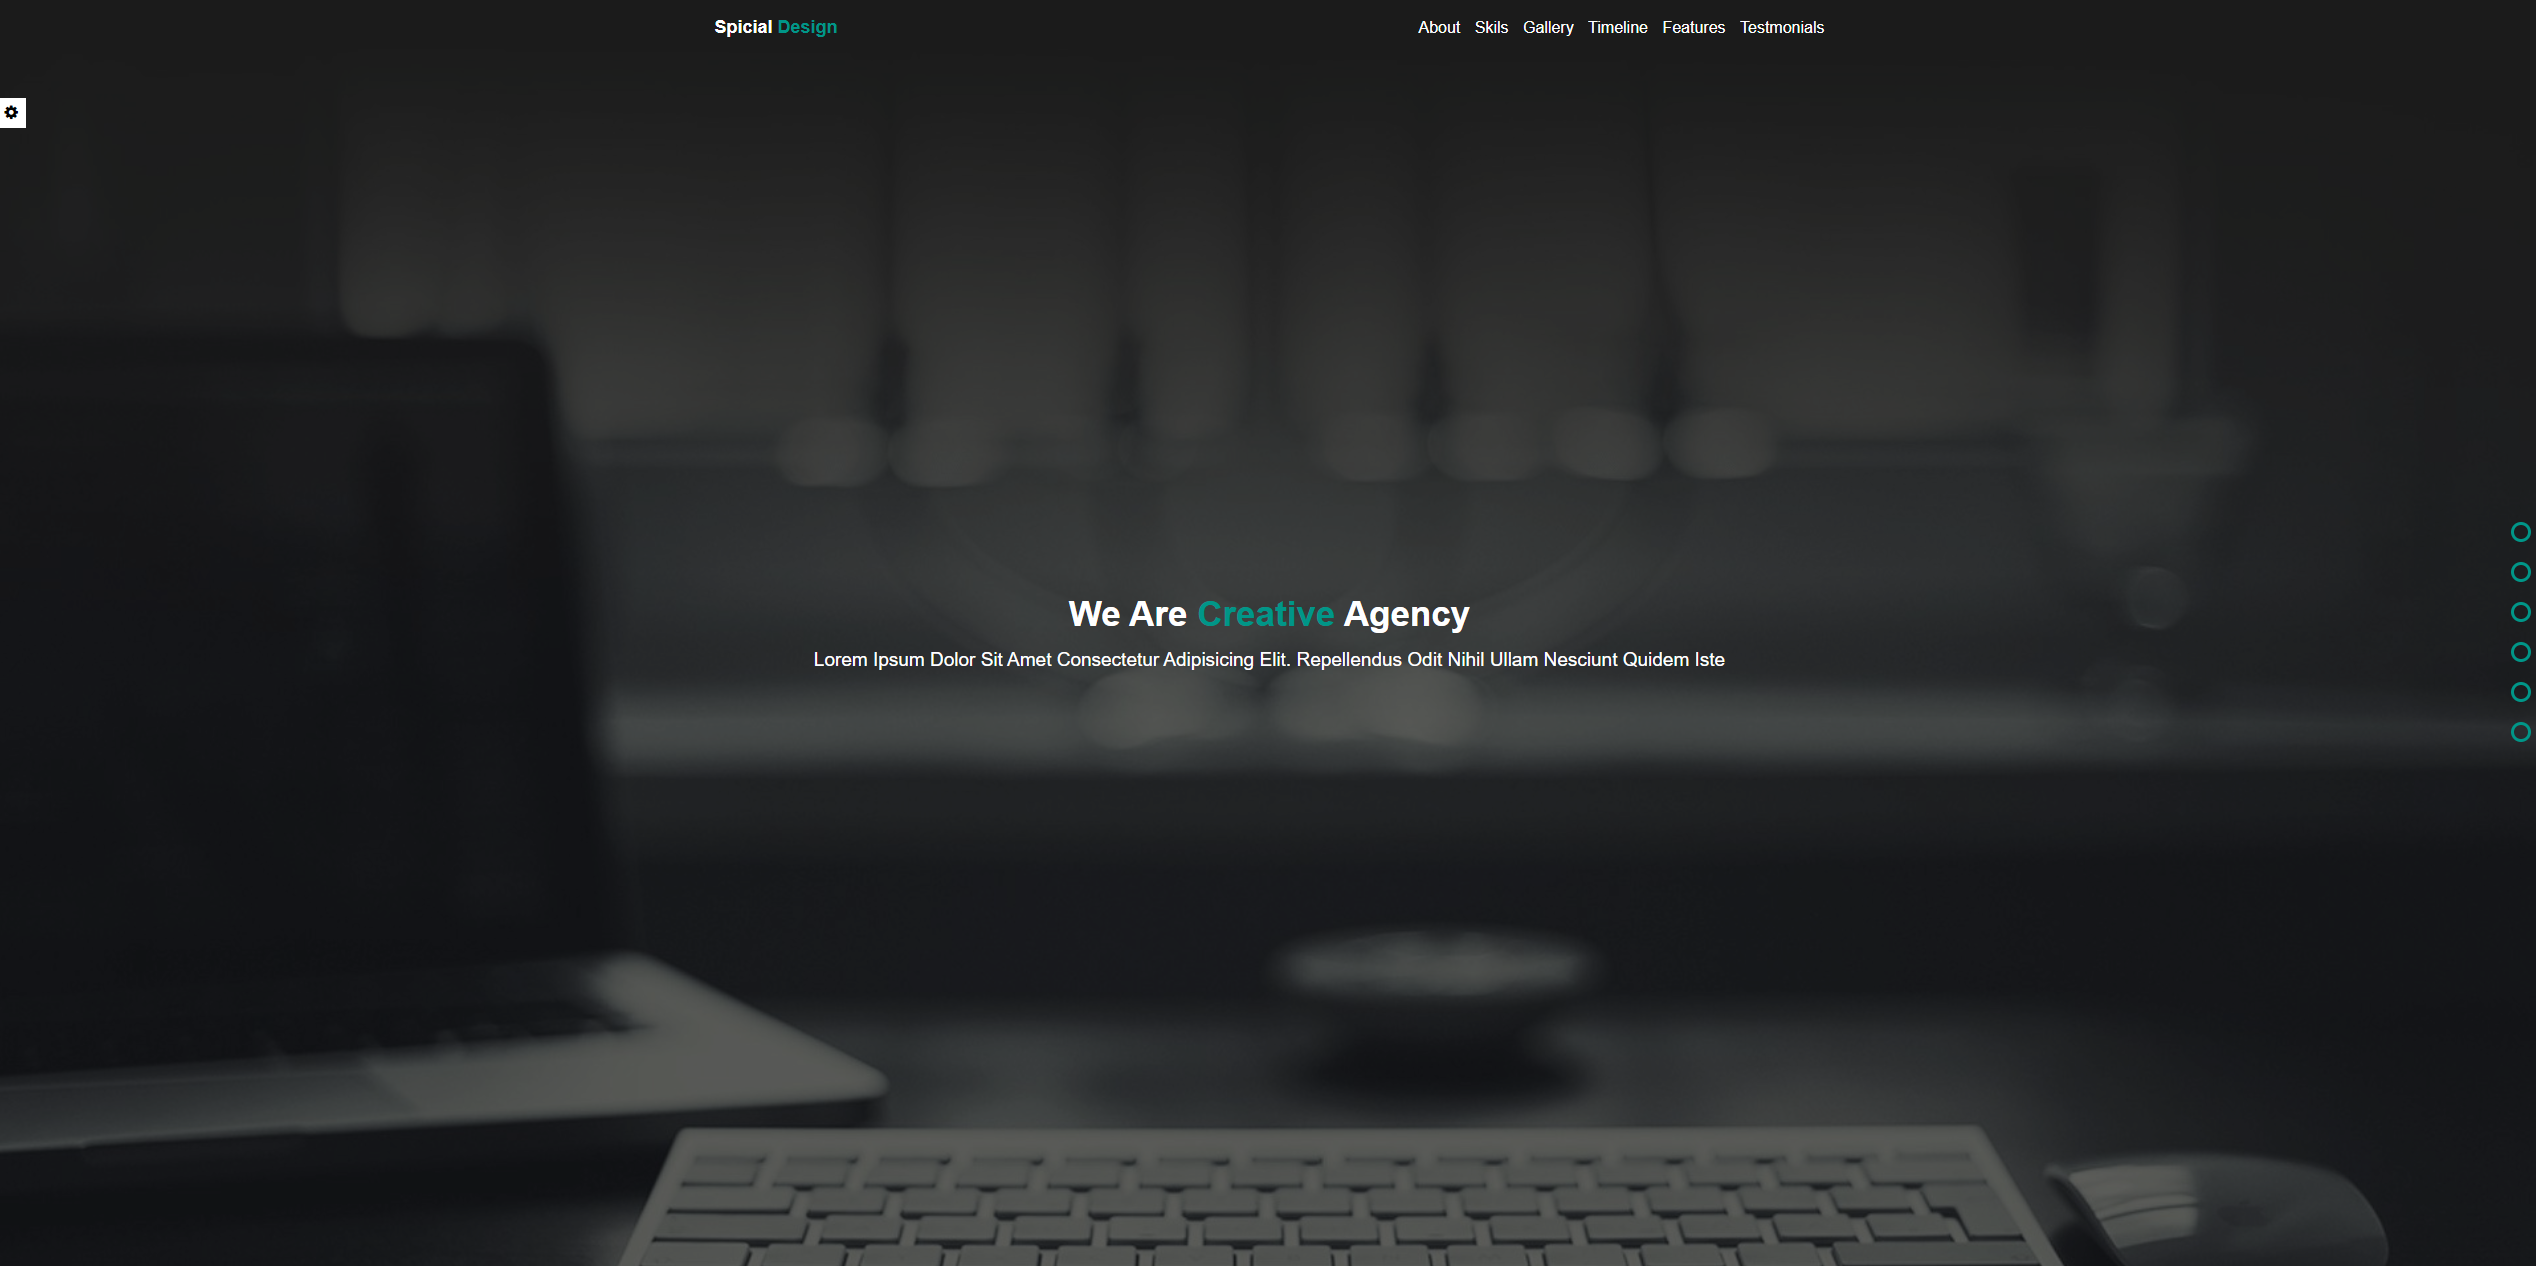 Spicial Design
About Skils Gallery Timeline Features Testmonials
We Are Creative Agency
Lorem Ipsum Dolor Sit Amet Consectetur Adipisicing Elit. Repellendus Odit Nihil Ullam Nesciunt Quidem Iste